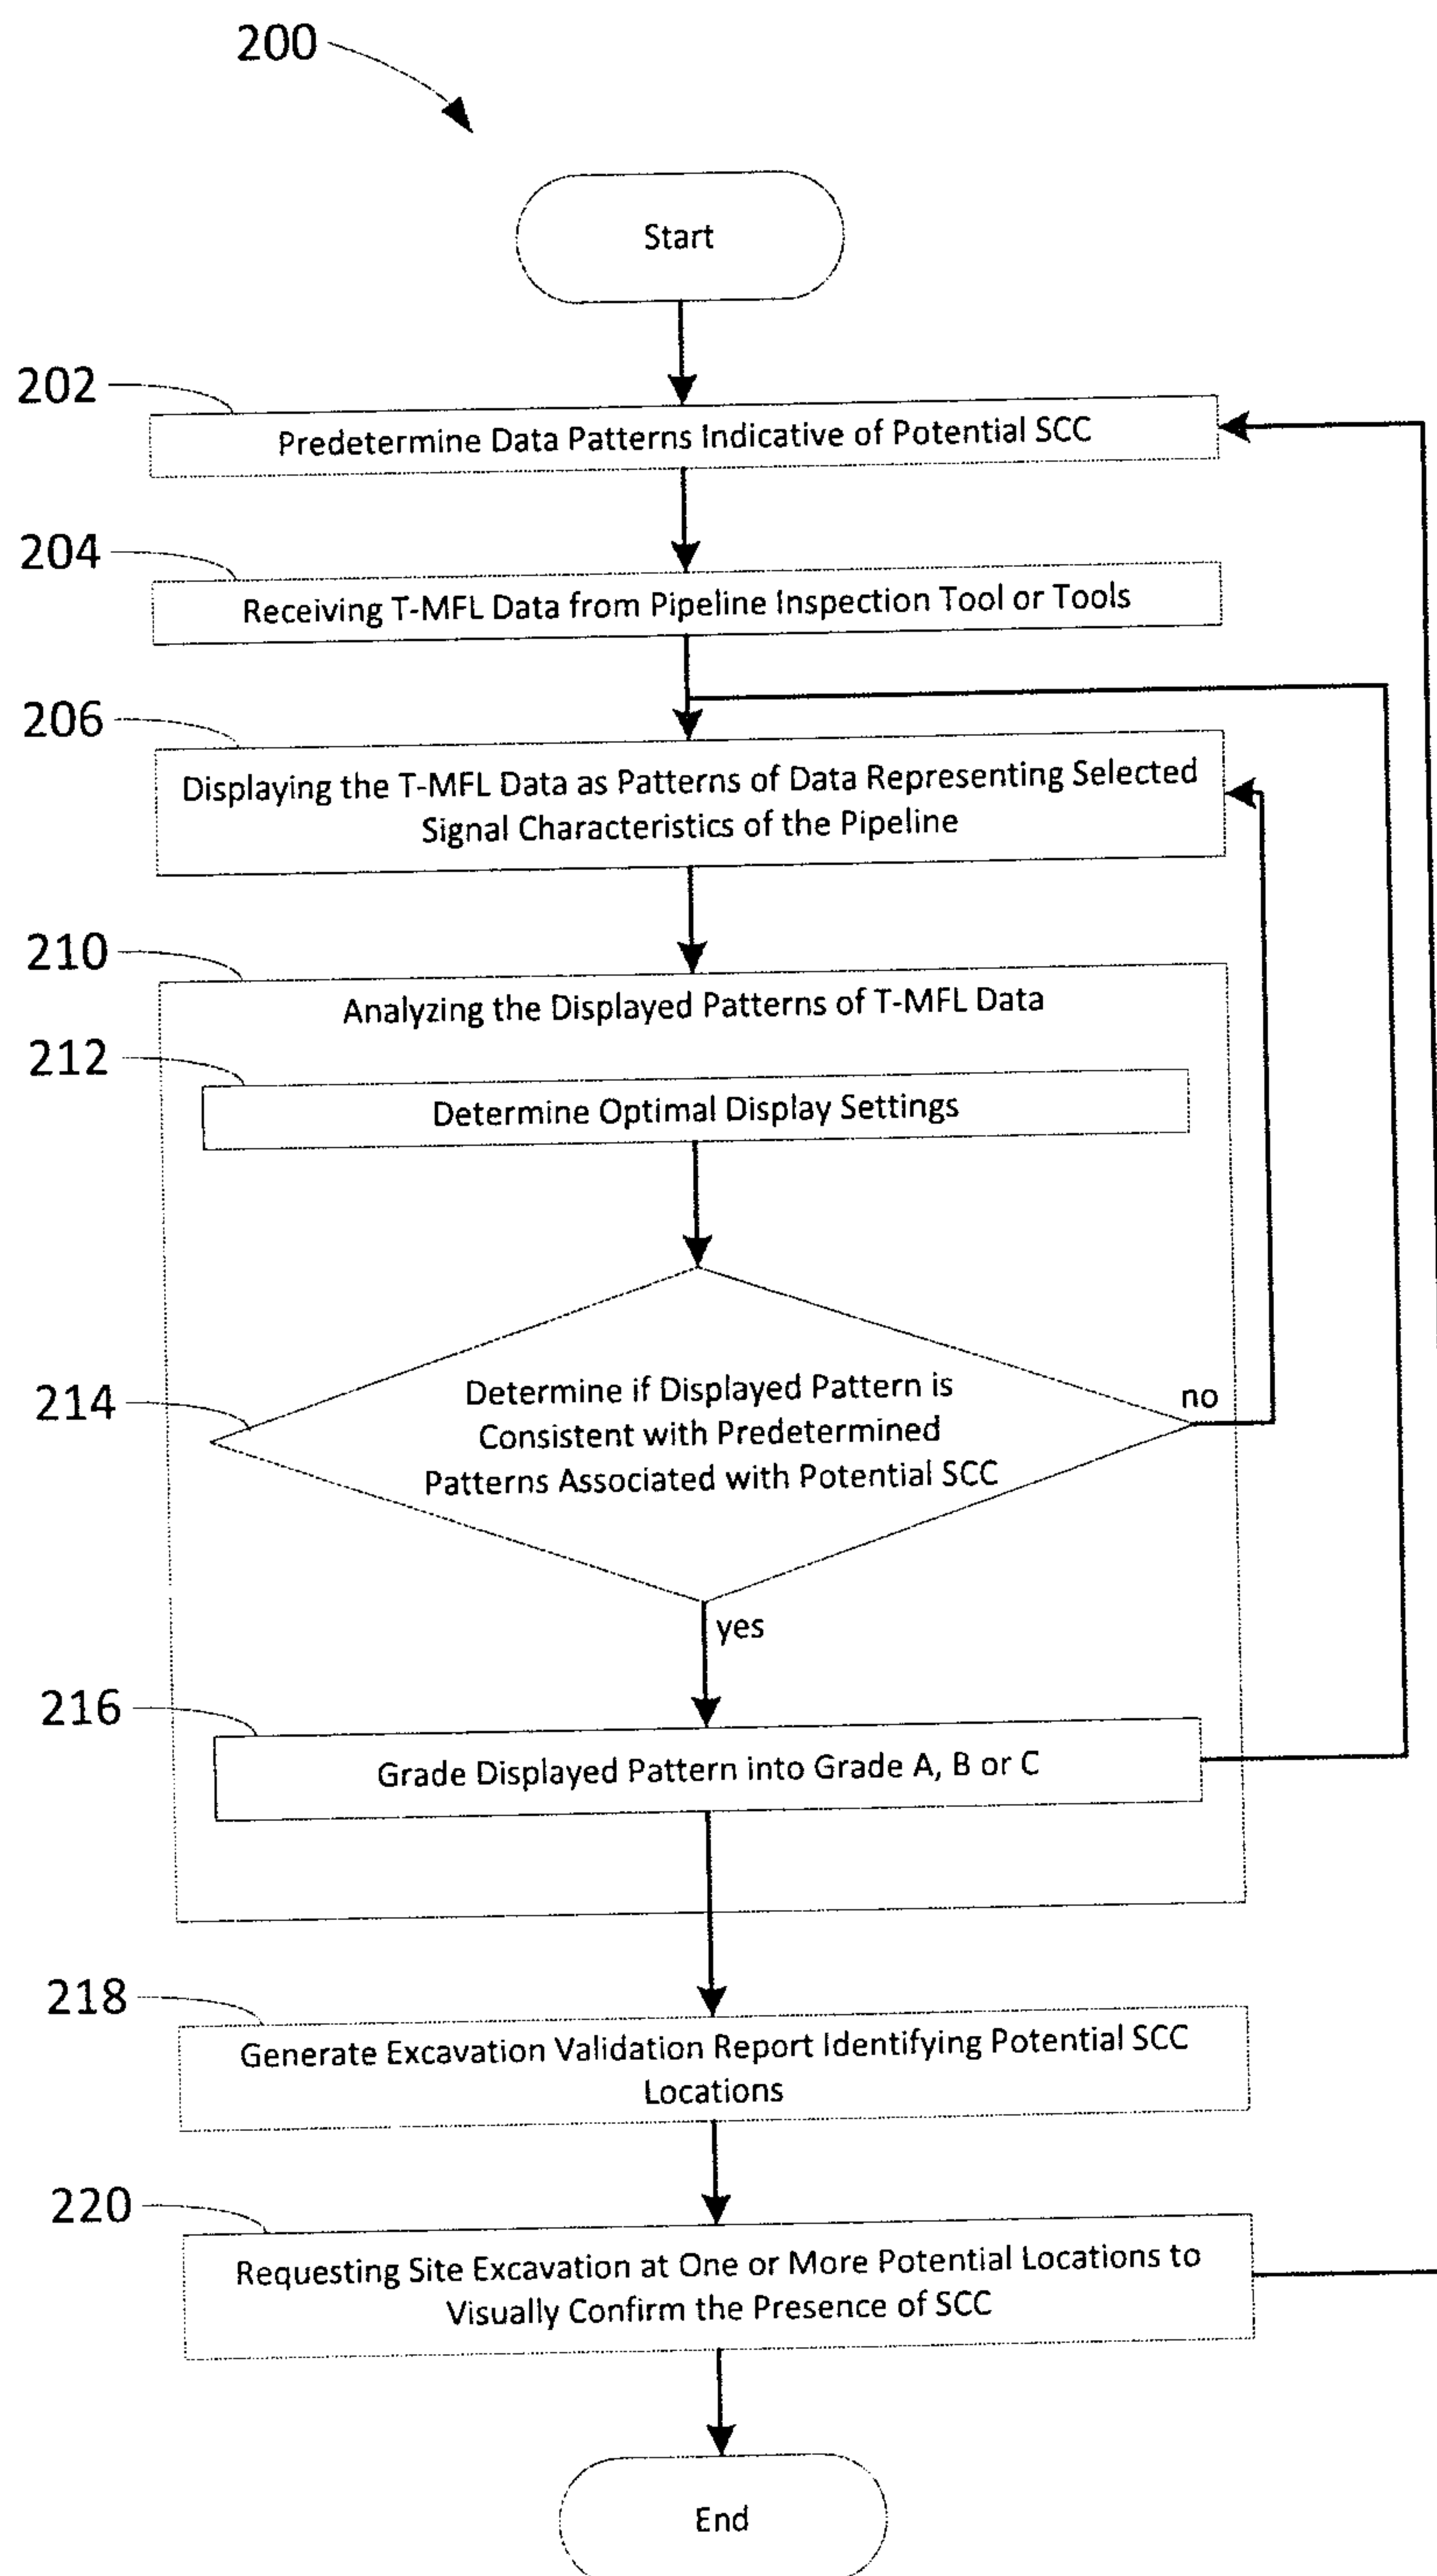 200
Start
202
Predetermine Data Patterns Indicative of Potential SCC
204
Receiving T-MFL Data from Pipeline Inspection Tool or Tools
206
Displaying the T-MFL Data as Patterns of Data Representing Selected
Signal Characteristics of the Pipeline
210
Analyzing the Displayed Patterns of T-MFL Data
212
Determine Optimal Display Settings
214
Determine if Displayed Pattern is
Consistent with Predetermined
Patterns Associated with Potential SCC
no
yes
216
Grade Displayed Pattern into Grade A, B or C
218
Generate Excavation Validation Report Identifying Potential SCC
Locations
220
Requesting Site Excavation at One or More Potential Locations to
Visually Confirm the Presence of SCC
End